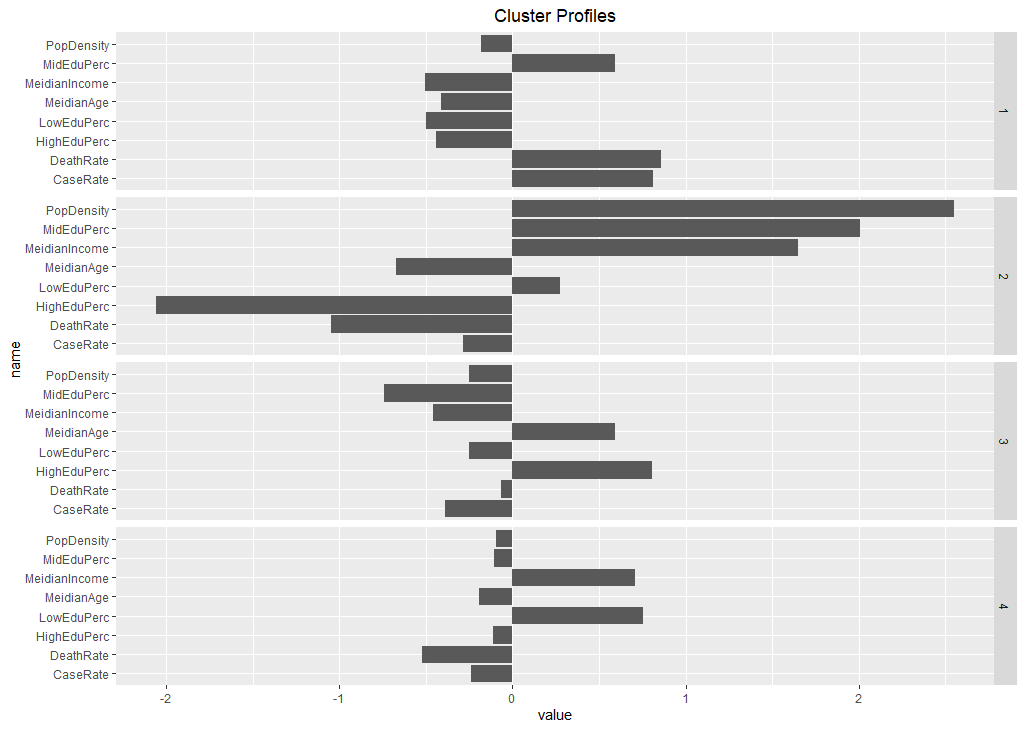 Cluster Profiles
PopDensity
MidEduPerc
MeidianIncome
MeidianAge
LowEduPerc
HighEduPerc
DeathRate
CaseRate
1
PopDensity
MidEduPerc
MeidianIncome
MeidianAge
LowEduPerc
HighEduPerc
DeathRate
CaseRate
2
name
PopDensity
MidEduPerc
MeidianIncome
MeidianAge
LowEduPerc
HighEduPerc
DeathRate
CaseRate
3
PopDensity
MidEduPerc
MeidianIncome
MeidianAge
LowEduPerc
HighEduPerc
DeathRate
CaseRate
4
-2 -1 0 1 2
value